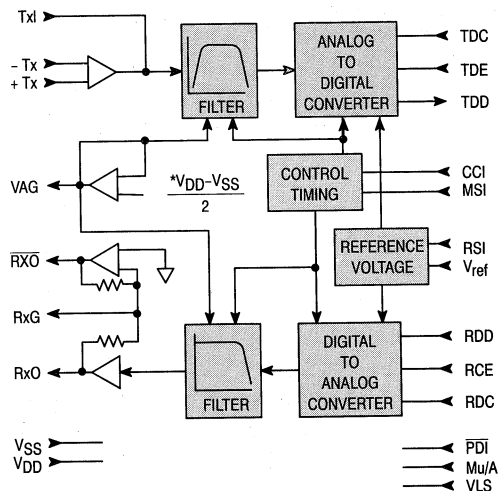 TxI
– Tx
+ Tx
FILTER
ANALOG
TO
DIGITAL
CONVERTER
TDC
TDE
TDD
VAG
*VDD–VSS
2
CONTROL
TIMING
CCI
MSI
REFERENCE
VOLTAGE
RSI
Vref
RXO
RxG
RxO
FILTER
DIGITAL
TO
ANALOG
CONVERTER
RDD
RCE
RDC
VSS
VDD
PDI
Mu/A
VLS